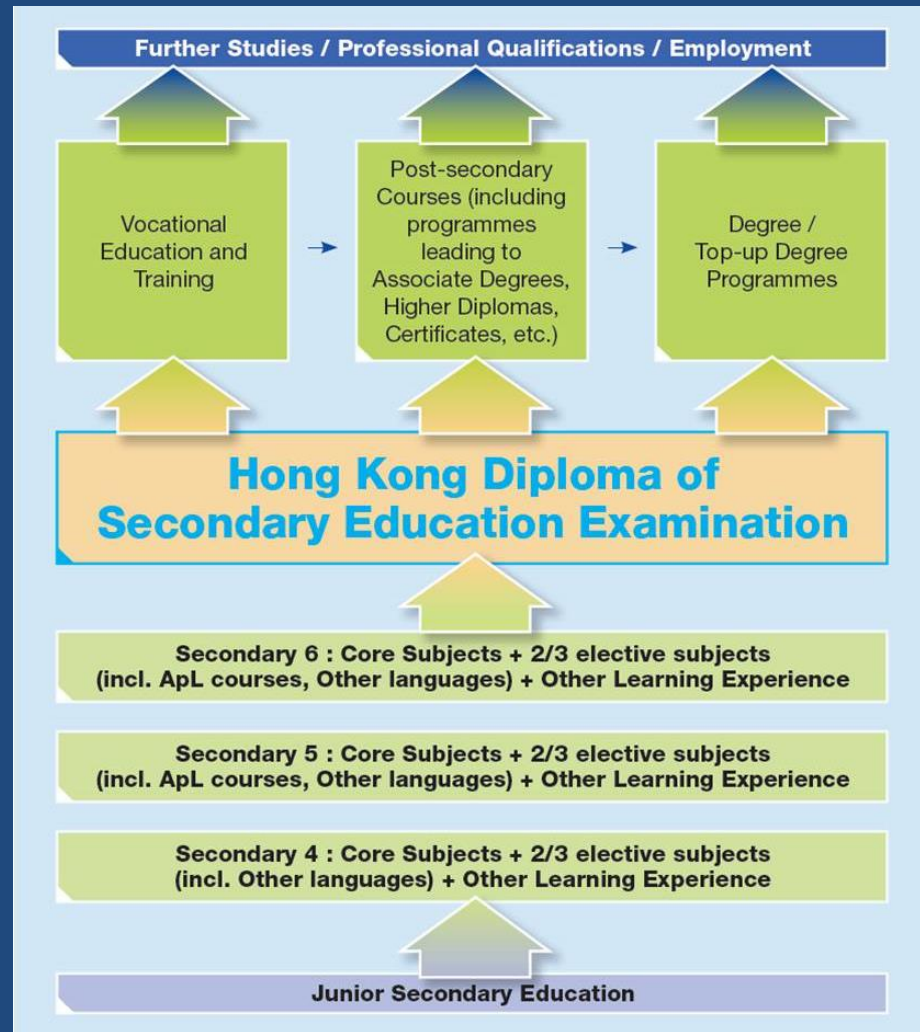 Further Studies / Professional Qualifications / Employment
Vocational
Education and
Training
Post-secondary
Courses (including
programmes
leading to
Associate Degrees,
Higher Diplomas,
Certificates, etc.)
Degree /
Top-up Degree
Programmes
Hong Kong Diploma of
Secondary Education Examination
Secondary 6 : Core Subjects + 2/3 elective subjects
(incl. ApL courses, Other languages) + Other Learning Experience
Secondary 5 : Core Subjects + 2/3 elective subjects
(incl. ApL courses, Other languages) + Other Learning Experience
Secondary 4 : Core Subjects + 2/3 elective subjects
(incl. Other languages) + Other Learning Experience
Junior Secondary Education